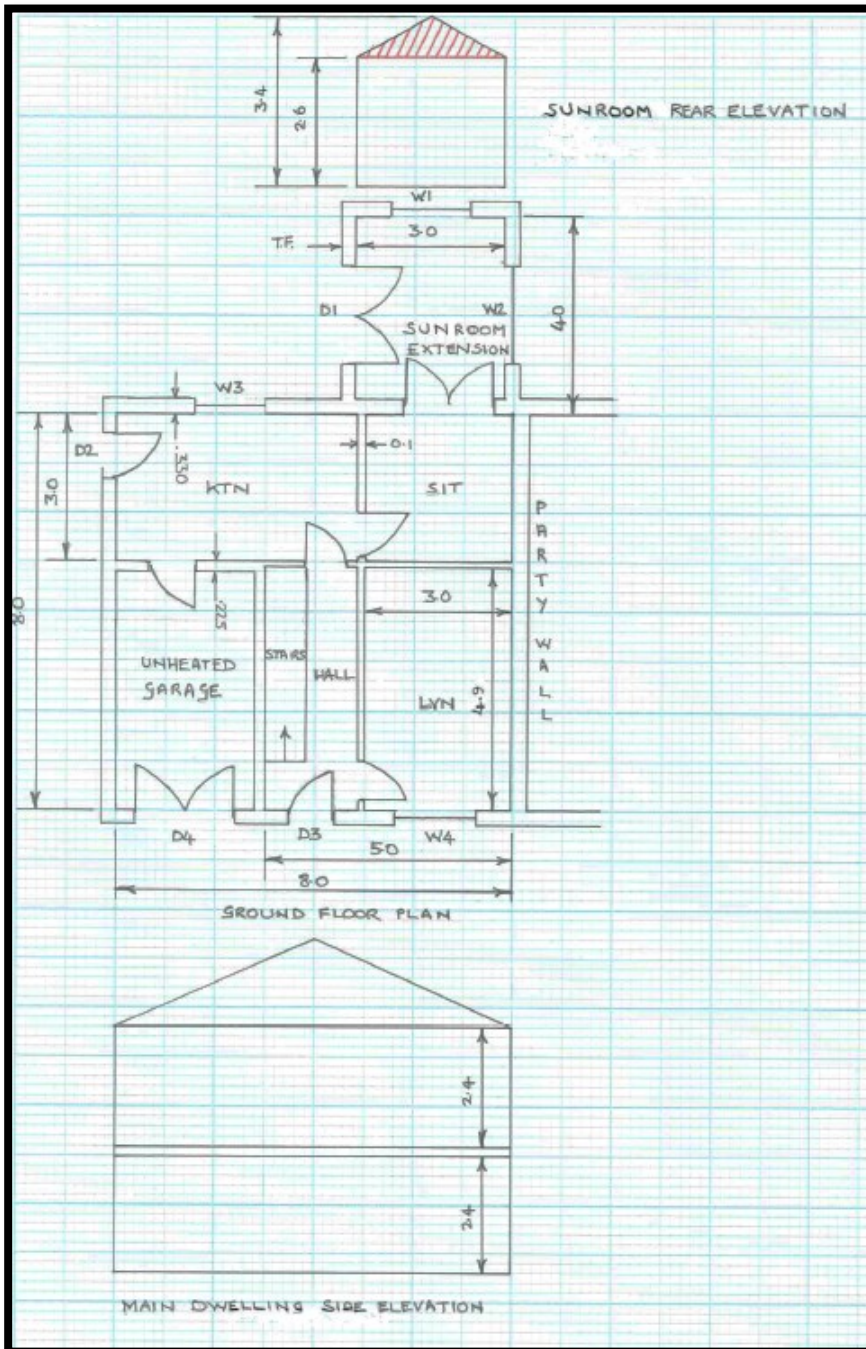 3.4
2.6
SUNROOM REAR ELEVATION
W1
T.F.
3.0
D1
W2
4.0
SUNROOM
EXTENSION
W3
D2
.330
0.1
3.0
KTN
SIT
8.0
.225
3.0
UNHEATED
GARAGE
STAIRS
HALL
LVN
4.9
PARTY WALL
D4
D3
W4
5.0
8.0
GROUND FLOOR PLAN
2.4
2.4
MAIN DWELLING SIDE ELEVATION